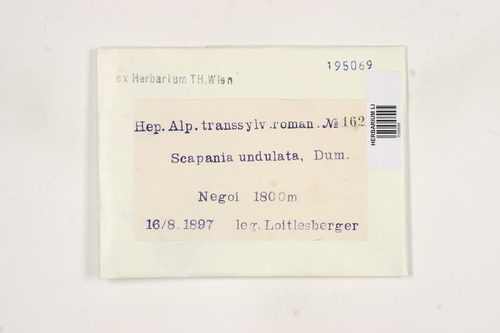 195069
ex Herbarium TH.Wien
Hep. Alp. transsylv.roman. № 162
Scapania undulata, Dum.
Negoi 1800m
16/8.1897 leg. Loitlesberger
HERBARIUM LI